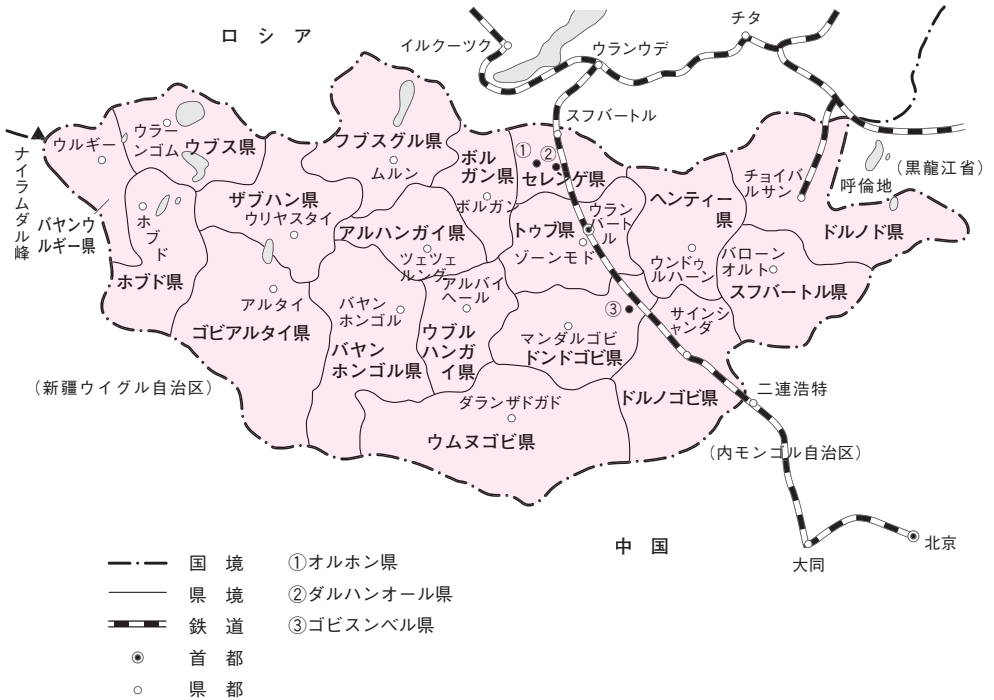 ロシア
イルクーツク
ウランウデ
チタ
スフバートル
ナイラムダル峰
ウルギー
バヤンウ
ルギー県
ウラー
ンゴム
ウブス県
ホブド
ホブド県
ザブハン県
ウリヤスタイ
フブスグル県
ムルン
ボル
ガン県
ボルガン
①
②
セレンゲ県
アルハンガイ県
ツェツェ
ルレング
トゥブ県
ウラン
バート
ル
ゾーンモド
ヘンティー
県
ウンドゥ
ルハーン
チョイバ
ルサン
呼倫地
(黒龍江省)
ドルノド県
バローン
オルト
スフバートル県
アルタイ
ゴビアルタイ県
バヤン
ホンゴル
バヤン
ホンゴル県
アルバイ
ヘール
ウブル
ハンガ
イ県
③
マンダルゴビ
ドンドゴビ県
サインシ
ャンダ
ドルノゴビ県
ダランザドガド
ウムヌゴビ県
(新疆ウイグル自治区)
二連浩特
(内モンゴル自治区)
中国
大同
北京
国境
県境
鉄道
首都
県都
①オルホン県
②ダルハンオール県
③ゴビスンベル県